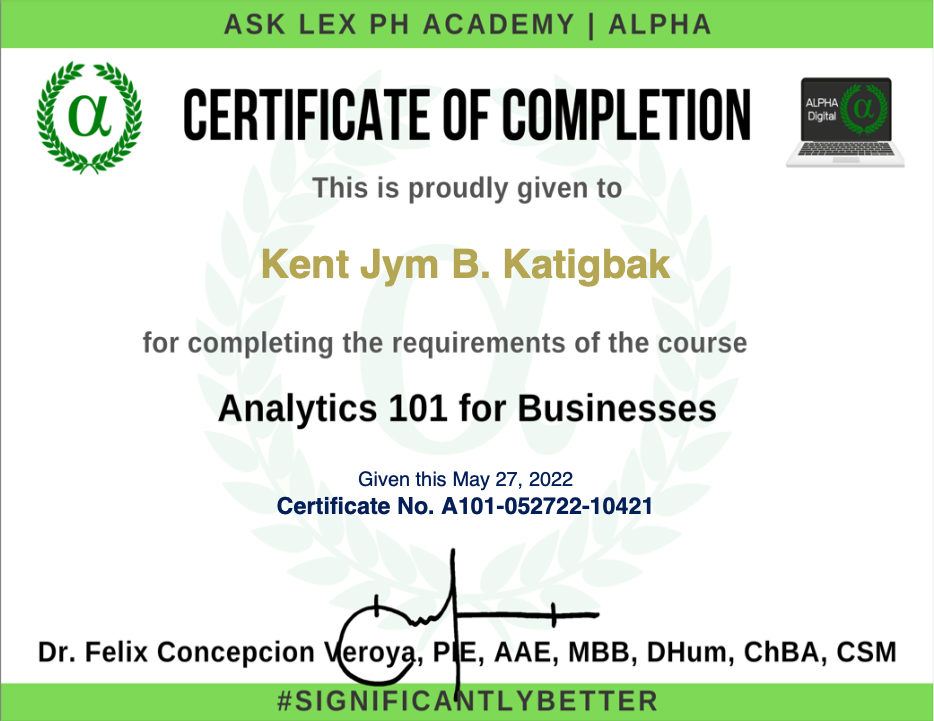 ASK LEX PH ACADEMY | ALPHA
α
CERTIFICATE OF COMPLETION
ALPHA
Digital
α
This is proudly given to
Kent Jym B. Katigbak
for completing the requirements of the course
Analytics 101 for Businesses
Given this May 27, 2022
Certificate No. A101-052722-10421
Dr. Felix Concepcion Veroya, PIE, AAE, MBB, DHum, ChBA, CSM
#SIGNIFICANTLYBETTER